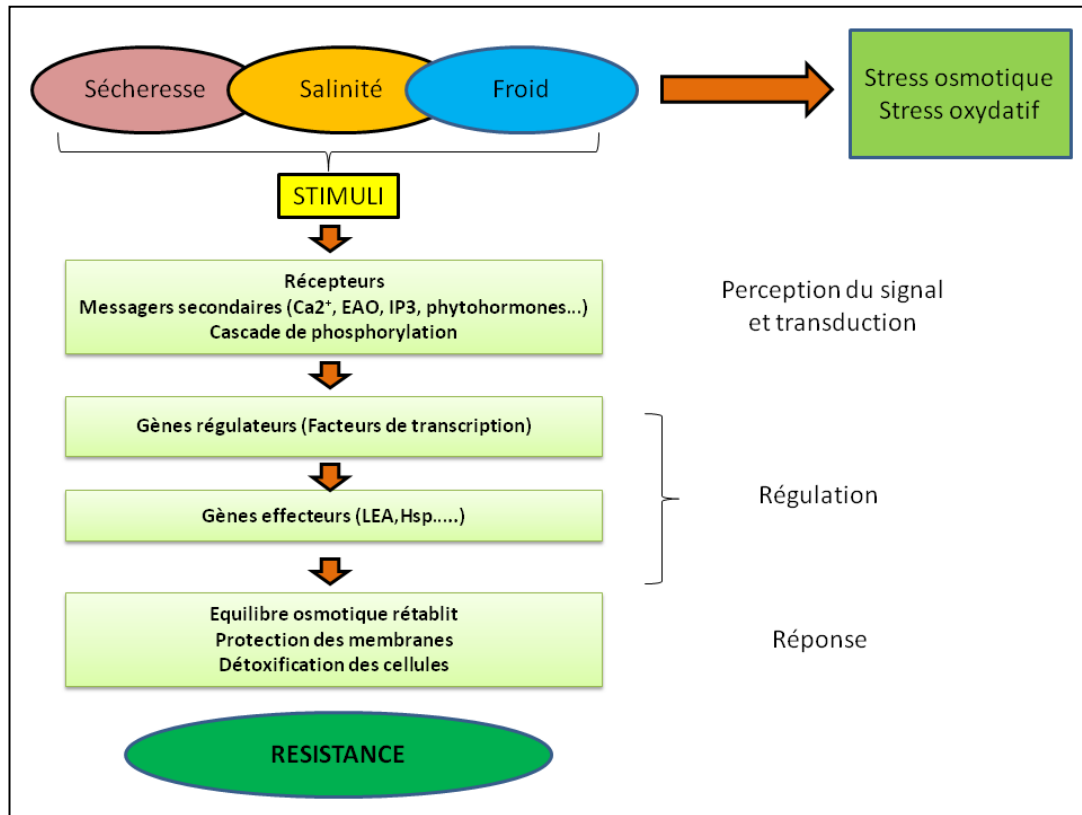 Sécheresse
Salinité
Froid
Stress osmotique
Stress oxydatif
STIMULI
Récepteurs
Messagers secondaires (Ca2⁺, EAO, IP3, phytohormones...)
Cascade de phosphorylation
Perception du signal
et transduction
Gènes régulateurs (Facteurs de transcription)
Gènes effecteurs (LEA,Hsp.....)
Régulation
Equilibre osmotique rétablit
Protection des membranes
Détoxification des cellules
Réponse
RESISTANCE